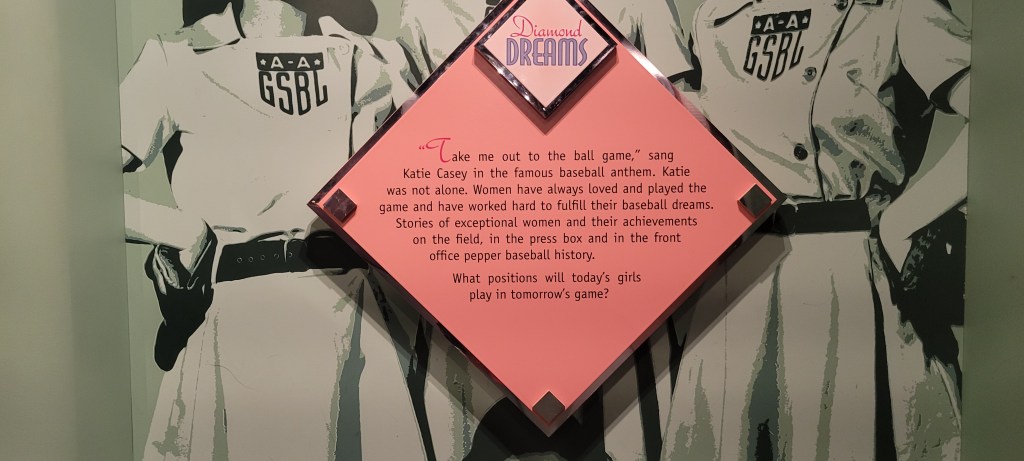 Diamond
DREAMS
A-A
GSBL
A-A
GSBL
"Take me out to the ball game," sang
Katie Casey in the famous baseball anthem. Katie
was not alone. Women have always loved and played the
game and have worked hard to fulfill their baseball dreams.
Stories of exceptional women and their achievements
on the field, in the press box and in the front
office pepper baseball history.
What positions will today's girls
play in tomorrow's game?